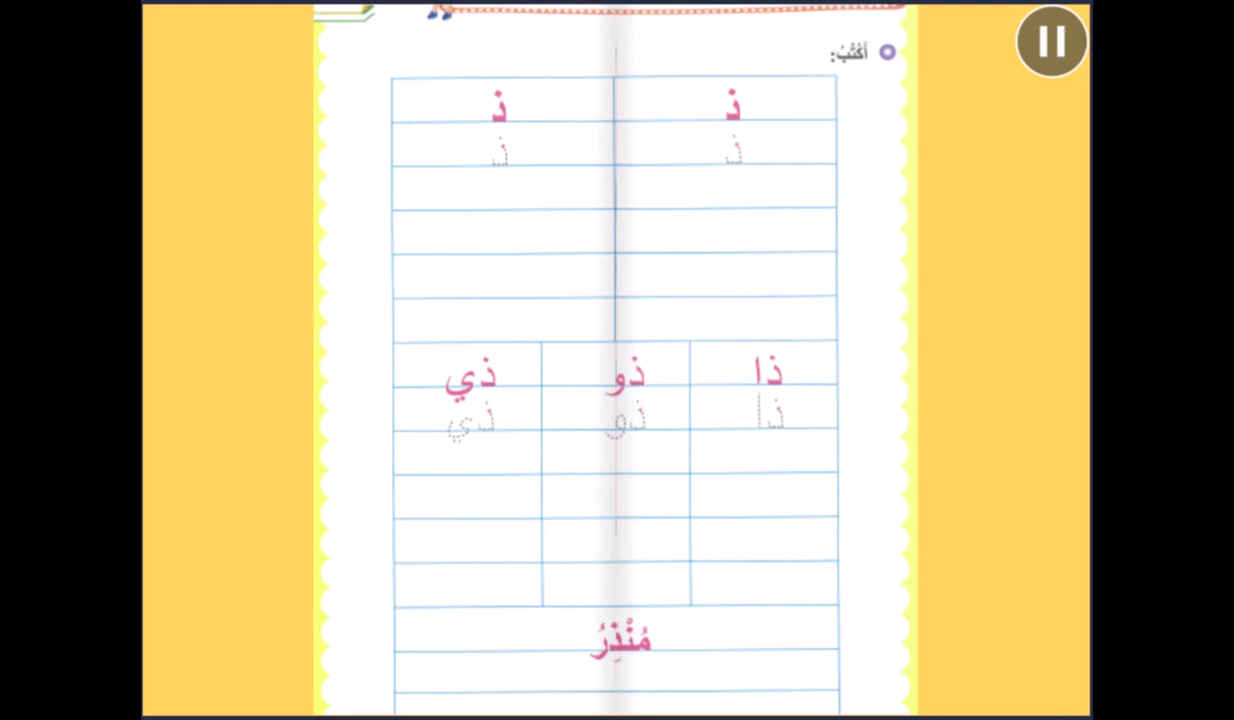 أَكْتُبُ:
ذ ذ
ذ ذ
ذا ذو ذي
ذا ذو ذي
مُنْذِرُ